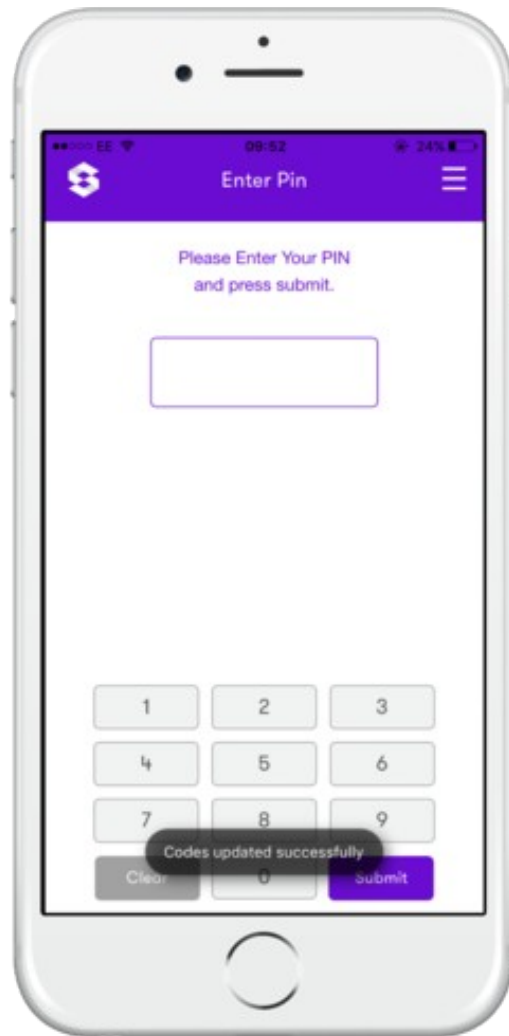 EE 09:52 24%
Enter Pin
Please Enter Your PIN
and press submit.
1 2 3
4 5 6
7 8 9
Codes updated successfully
Clear 0 Submit